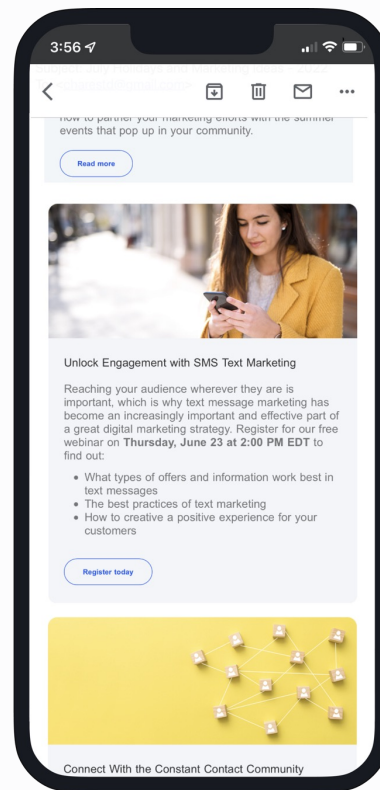 3:56
how to partner your marketing efforts with the summer
events that pop up in your community.
Read more
Unlock Engagement with SMS Text Marketing
Reaching your audience wherever they are is
important, which is why text message marketing has
become an increasingly important and effective part of
a great digital marketing strategy. Register for our free
webinar on Thursday, June 23 at 2:00 PM EDT to
find out:
• What types of offers and information work best in
text messages
• The best practices of text marketing
• How to creative a positive experience for your
customers
Register today
Connect With the Constant Contact Community